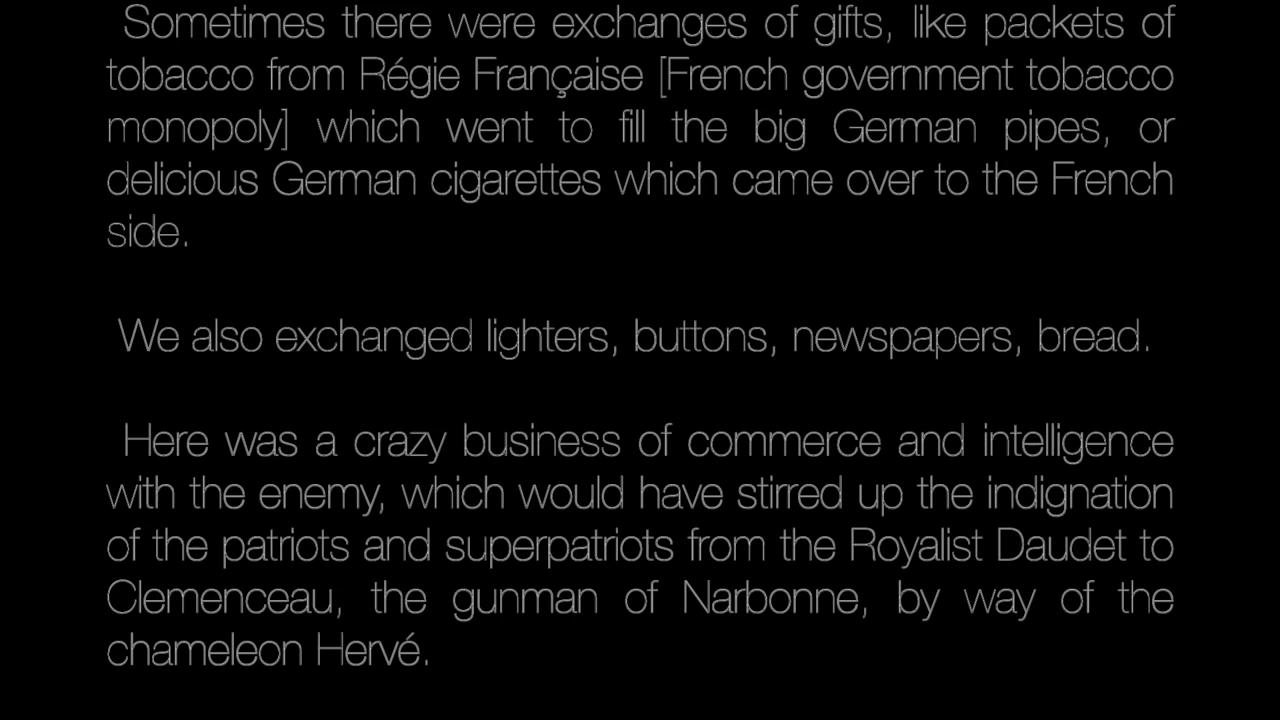 Sometimes there were exchanges of gifts, like packets of
tobacco from Régie Française [French government tobacco
monopoly] which went to fill the big German pipes, or
delicious German cigarettes which came over to the French
side.
We also exchanged lighters, buttons, newspapers, bread.
Here was a crazy business of commerce and intelligence
with the enemy, which would have stirred up the indignation
of the patriots and superpatriots from the Royalist Daudet to
Clemenceau, the gunman of Narbonne, by way of the
chameleon Hervé.